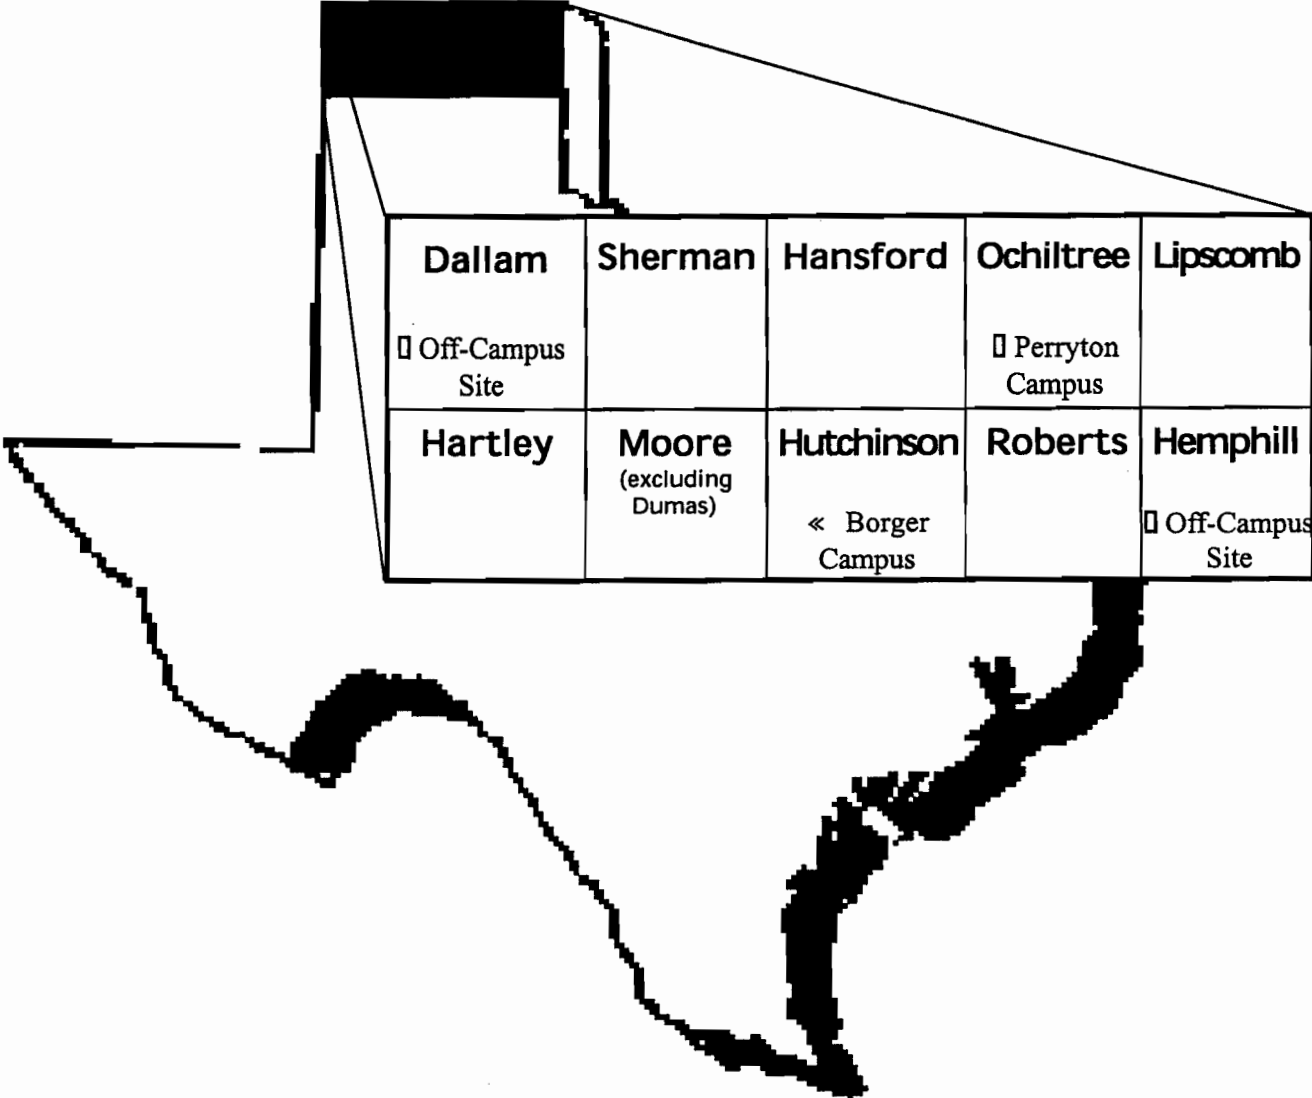 Dallam
Sherman
Hansford
Ochiltree
Lipscomb
▯ Off-Campus
Site
▯ Perryton
Campus
Hartley
Moore
(excluding
Dumas)
Hutchinson
« Borger
Campus
Roberts
Hemphill
▯ Off-Campus
Site